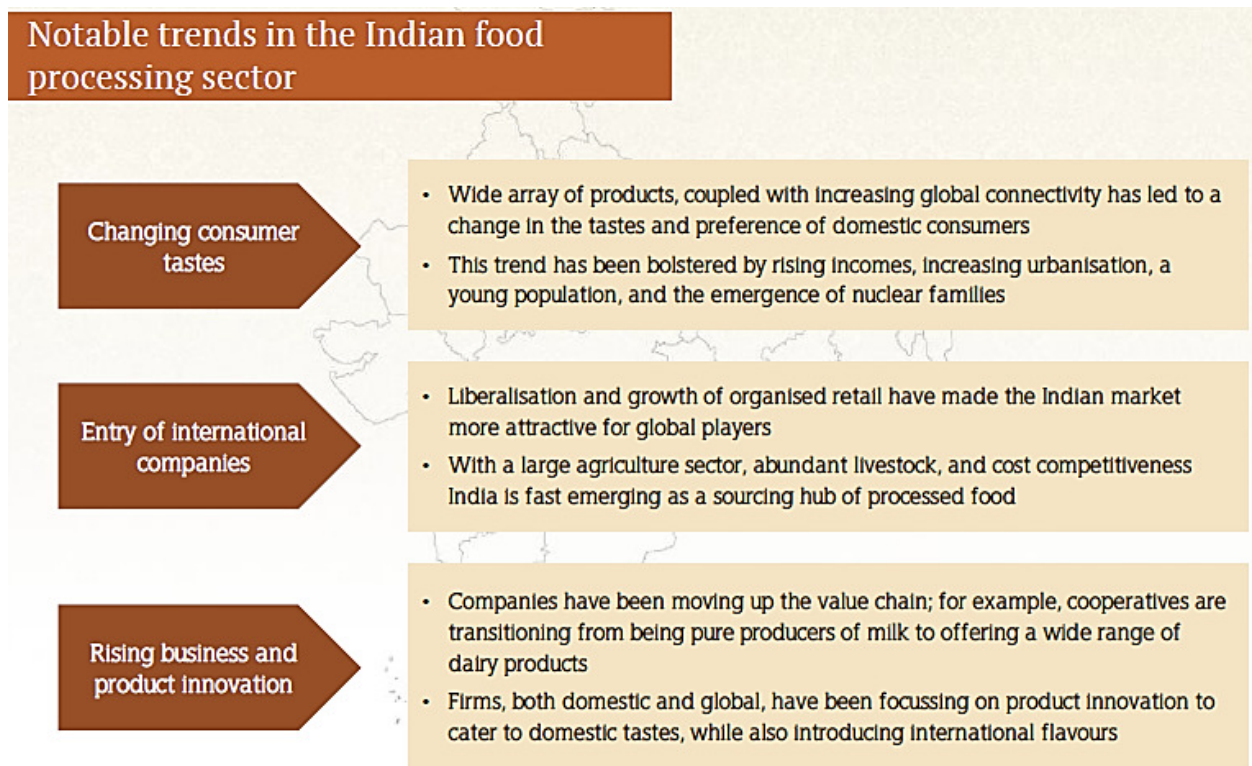 Notable trends in the Indian food
processing sector
Changing consumer
tastes
• Wide array of products, coupled with increasing global connectivity has led to a
change in the tastes and preference of domestic consumers
• This trend has been bolstered by rising incomes, increasing urbanisation, a
young population, and the emergence of nuclear families
Entry of international
companies
• Liberalisation and growth of organised retail have made the Indian market
more attractive for global players
• With a large agriculture sector, abundant livestock, and cost competitiveness
India is fast emerging as a sourcing hub of processed food
Rising business and
product innovation
• Companies have been moving up the value chain; for example, cooperatives are
transitioning from being pure producers of milk to offering a wide range of
dairy products
• Firms, both domestic and global, have been focussing on product innovation to
cater to domestic tastes, while also introducing international flavours